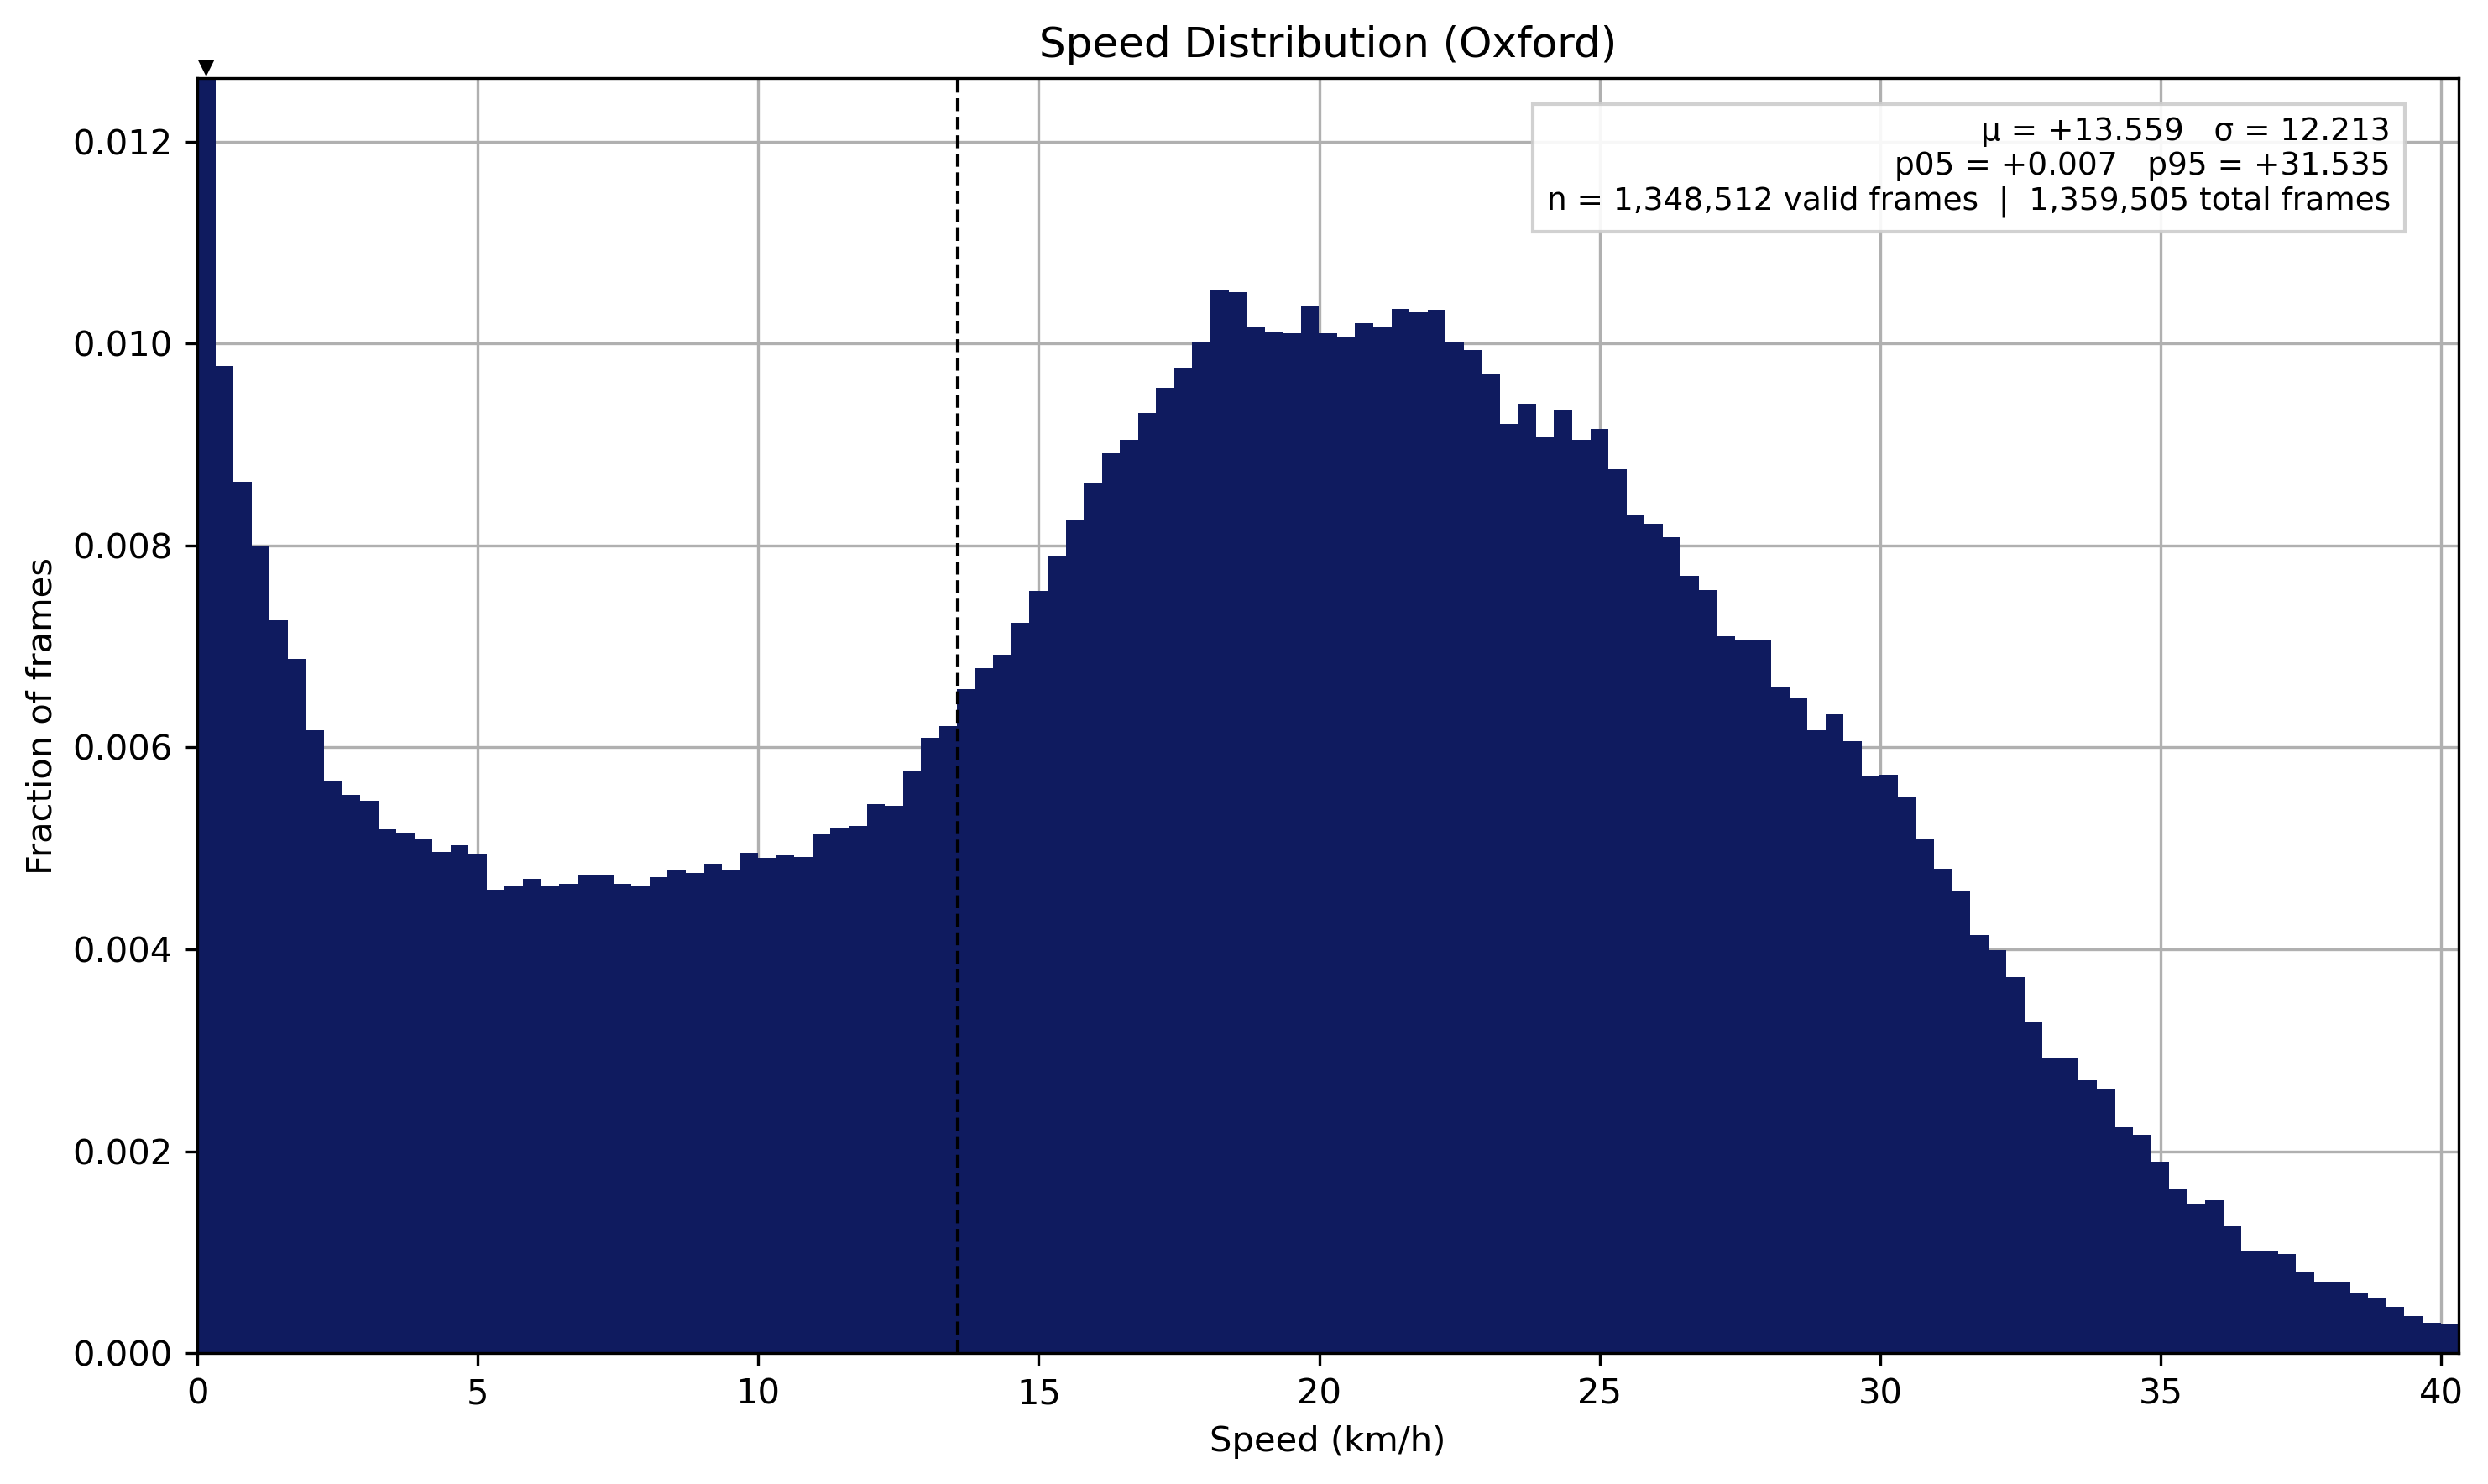 Speed Distribution (Oxford)
μ = +13.559   σ = 12.213
p05 = +0.007   p95 = +31.535
n = 1,348,512 valid frames  |  1,359,505 total frames
0.012
0.010
0.008
0.006
0.004
0.002
0.000
Fraction of frames
0 5 10 15 20 25 30 35 40
Speed (km/h)